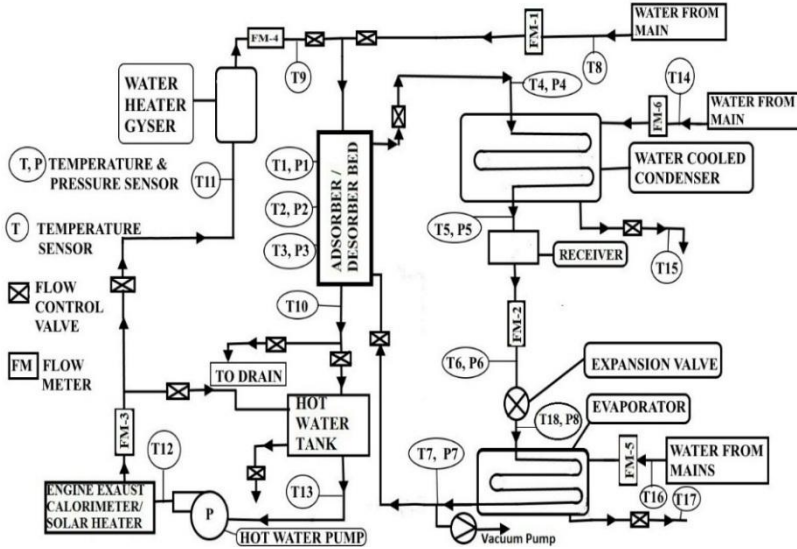 FM-4
FM-1
WATER FROM
MAIN
T9
T8
WATER
HEATER
GYSER
T4, P4
T14
FM-6
WATER FROM
MAIN
T, P TEMPERATURE &
PRESSURE SENSOR
T11
T1, P1
T2, P2
T3, P3
ADSORBER /
DESORBER BED
WATER COOLED
CONDENSER
T TEMPERATURE
SENSOR
T5, P5
RECEIVER
T15
FLOW
CONTROL
VALVE
T10
FM-2
FM FLOW
METER
TO DRAIN
T6, P6
EXPANSION VALVE
HOT
WATER
TANK
T18, P8
EVAPORATOR
FM-3
T12
T13
T7, P7
FM-5
WATER FROM
MAINS
T16
T17
ENGINE EXAUST
CALORIMETER/
SOLAR HEATER
P
HOT WATER PUMP
Vacuum Pump